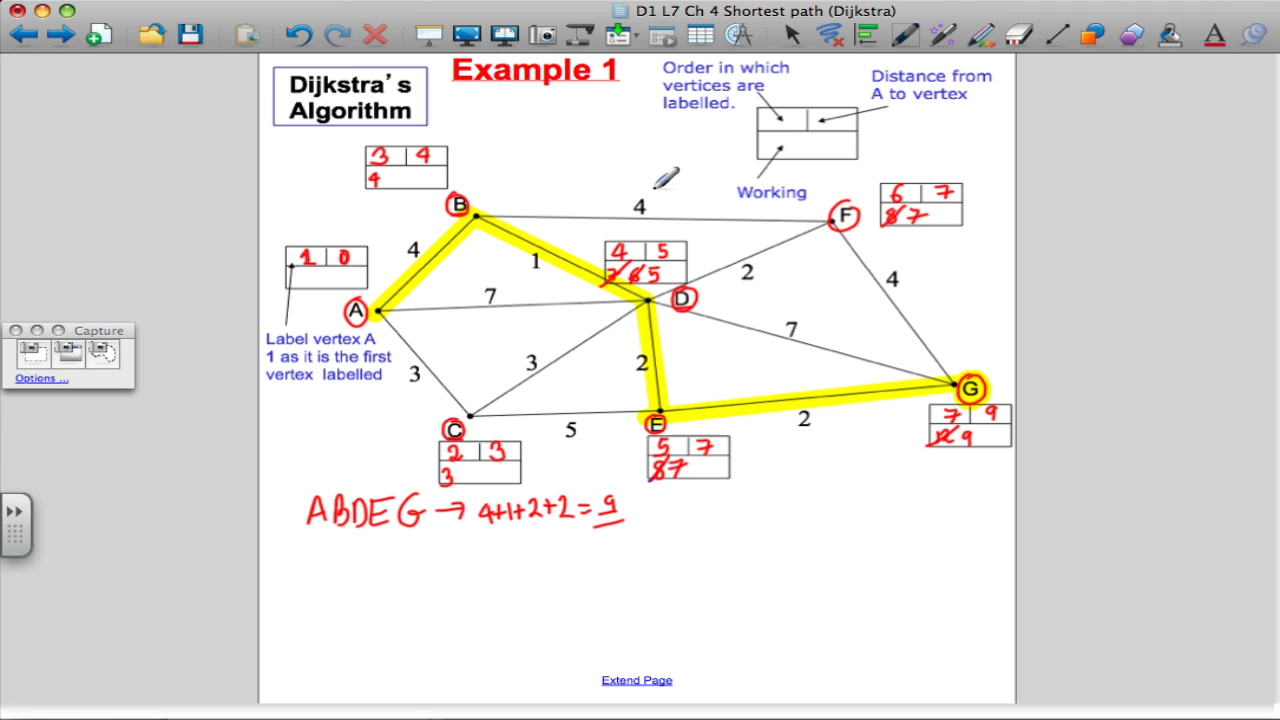 D1 L7 Ch 4 Shortest path (Dijkstra)
Dijkstra's
Algorithm
Example 1
Order in which
vertices are
labelled.
Distance from
A to vertex
Working
3 4
4
B
4
6 7
8 7
F
1 0
4
1
4 5
7 6 5
D
2
4
A
7
7
Label vertex A
1 as it is the first
vertex labelled
3
3
2
G
7 9
12 9
C
2 3
3
5
E
5 7
8 7
2
ABDEG → 4+1+2+2=9
Extend Page
Capture
Options ...